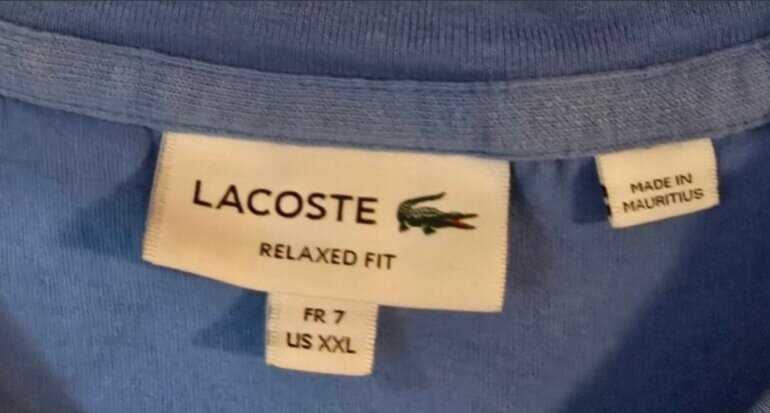 LACOSTE
RELAXED FIT
FR 7
US XXL
MADE IN
MAURITIUS